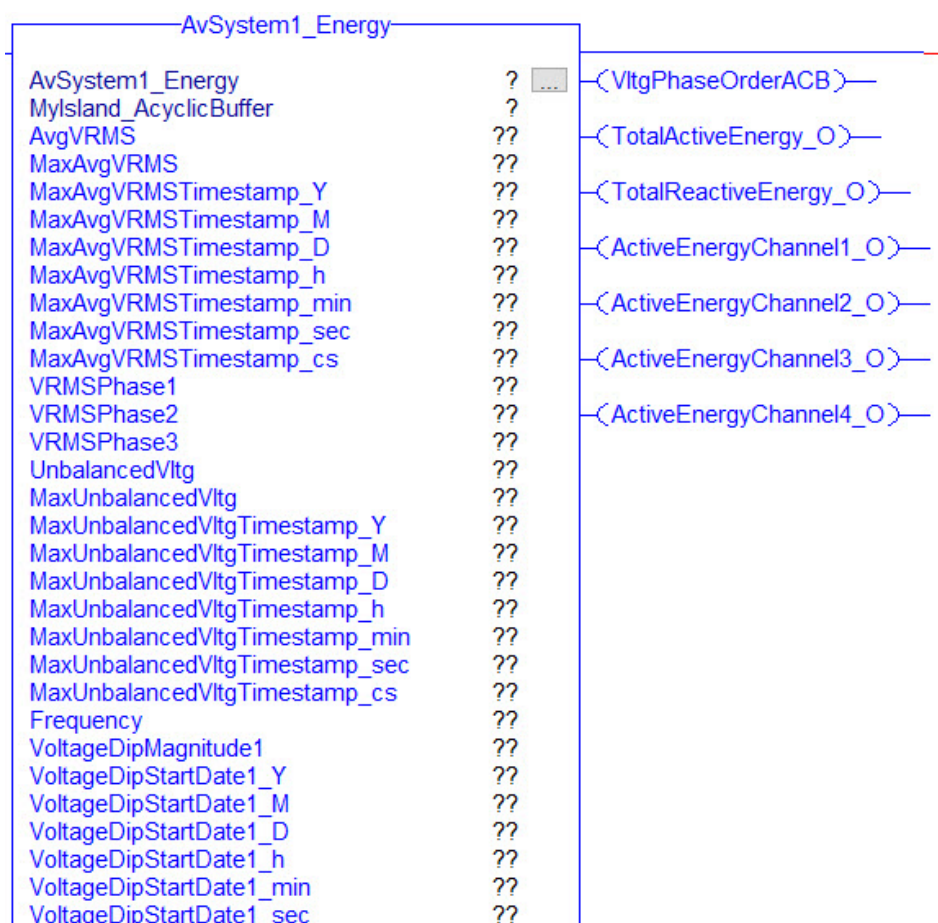 AvSystem1_Energy
AvSystem1_Energy ? ... VltgPhaseOrderACB
MyIsland_AcyclicBuffer ?
AvgVRMS ?? TotalActiveEnergy_O
MaxAvgVRMS ??
MaxAvgVRMSTimestamp_Y ?? TotalReactiveEnergy_O
MaxAvgVRMSTimestamp_M ??
MaxAvgVRMSTimestamp_D ?? ActiveEnergyChannel1_O
MaxAvgVRMSTimestamp_h ??
MaxAvgVRMSTimestamp_min ?? ActiveEnergyChannel2_O
MaxAvgVRMSTimestamp_sec ??
MaxAvgVRMSTimestamp_cs ?? ActiveEnergyChannel3_O
VRMSPhase1 ??
VRMSPhase2 ?? ActiveEnergyChannel4_O
VRMSPhase3 ??
UnbalancedVltg ??
MaxUnbalancedVltg ??
MaxUnbalancedVltgTimestamp_Y ??
MaxUnbalancedVltgTimestamp_M ??
MaxUnbalancedVltgTimestamp_D ??
MaxUnbalancedVltgTimestamp_h ??
MaxUnbalancedVltgTimestamp_min ??
MaxUnbalancedVltgTimestamp_sec ??
MaxUnbalancedVltgTimestamp_cs ??
Frequency ??
VoltageDipMagnitude1 ??
VoltageDipStartDate1_Y ??
VoltageDipStartDate1_M ??
VoltageDipStartDate1_D ??
VoltageDipStartDate1_h ??
VoltageDipStartDate1_min ??
VoltageDipStartDate1_sec ??